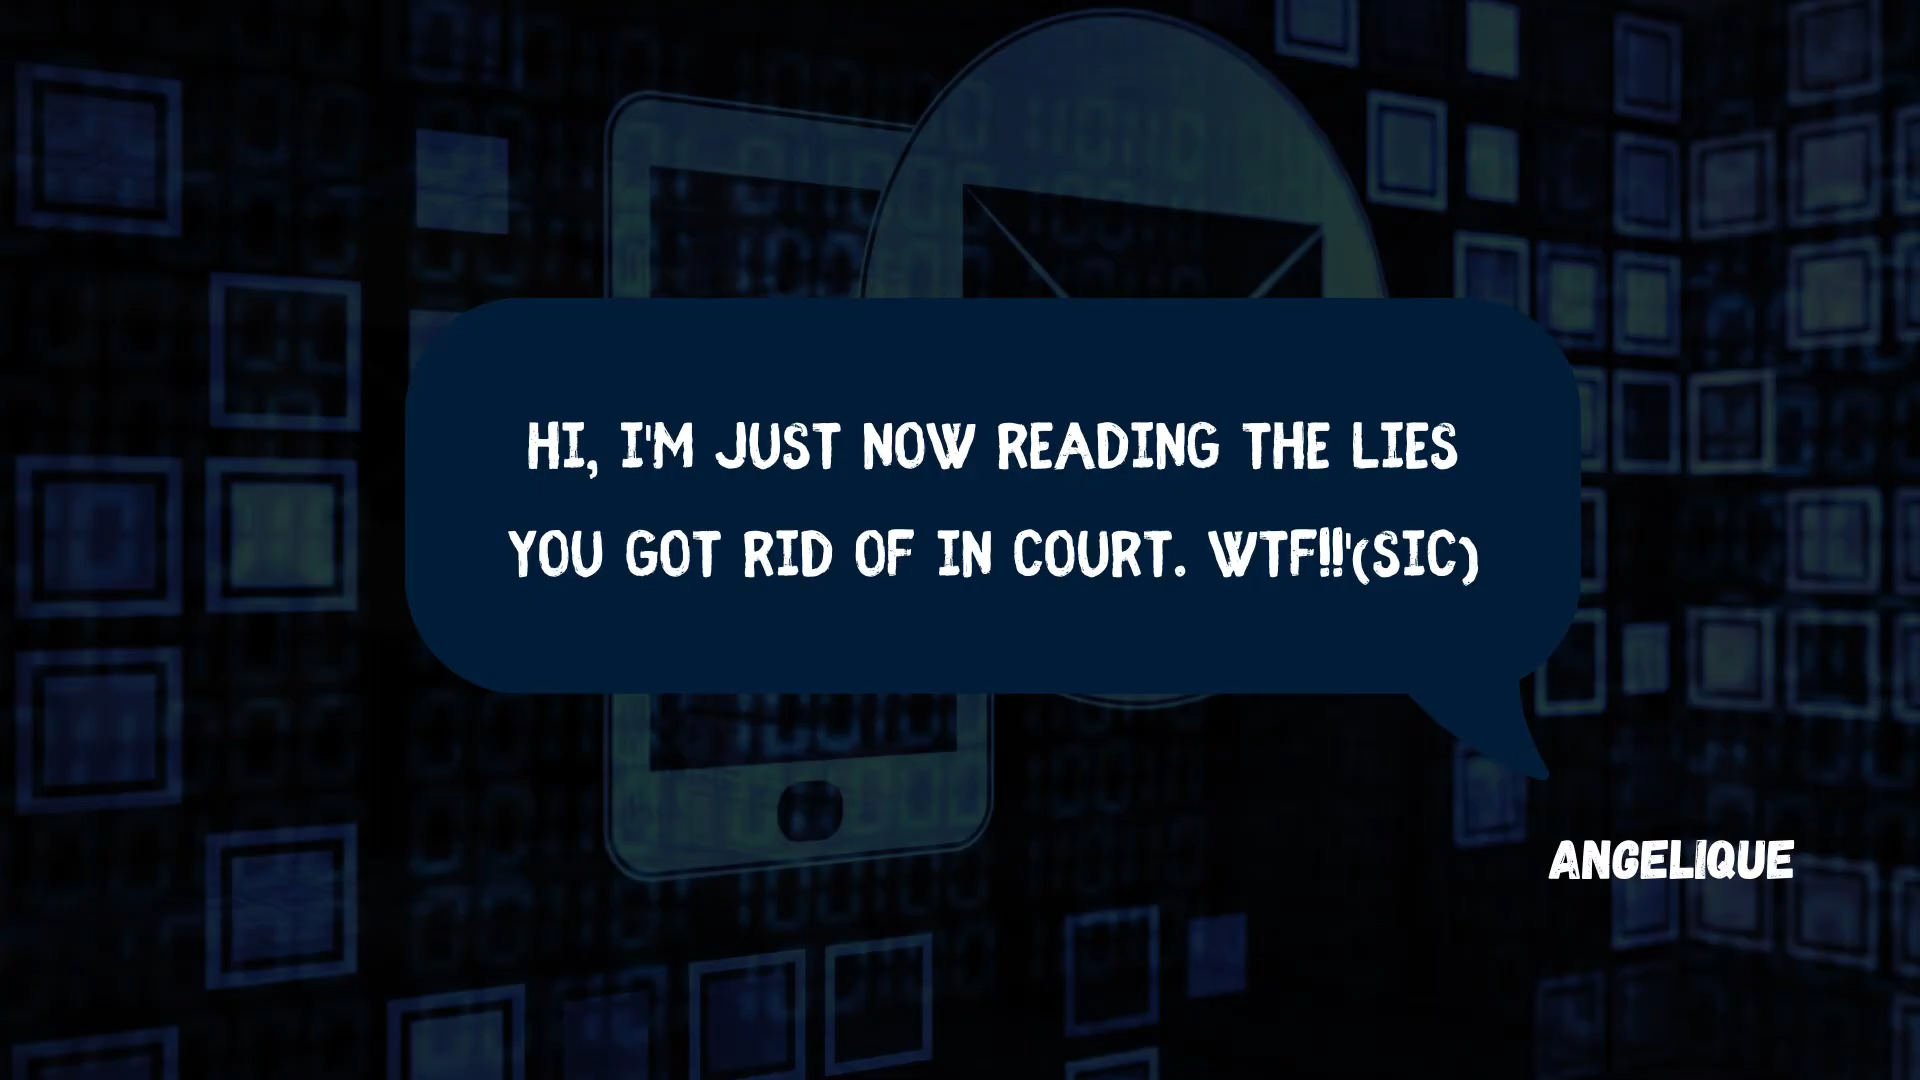 HI, I'M JUST NOW READING THE LIES
YOU GOT RID OF IN COURT. WTF!!'(SIC)
ANGELIQUE